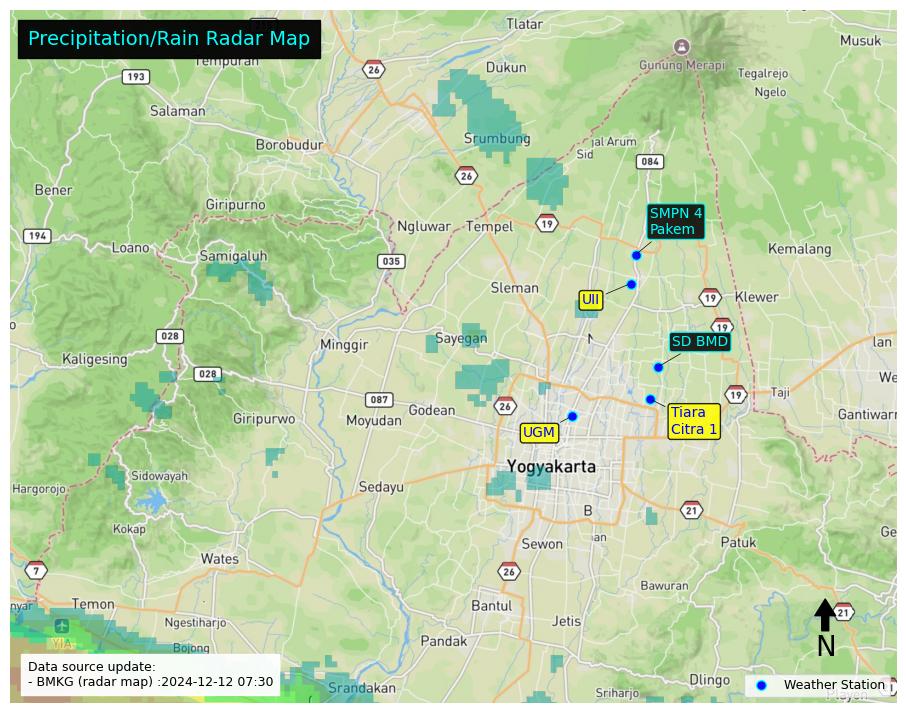 Precipitation/Rain Radar Map
Tlatar
Musuk
26
Gunung Merapi
Tempuran
193
Dukun
Tegalrejo
Ngelo
Salaman
Srumbung
Borobudur
jal Arum
Sid
084
26
Bener
Giripurno
SMPN 4
Pakem
194
Ngluwar
Tempel
19
Loano
Samigaluh
035
Kemalang
Sleman
UII
19
Klewer
028
Minggir
Sayegan
N
SD BMD
19
lan
Kaligesing
028
We
087
Godean
26
19
Taji
Giripurwo
Moyudan
UGM
Tiara
Citra 1
Gantiwarn
Yogyakarta
Hargorojo
Sidowayah
Sedayu
B
21
Kokap
an
Sewon
Patuk
Ge
7
Wates
26
Bawuran
nyar
Temon
Bantul
21
Ngestiharjo
Jetis
YIA
Bojong
Pandak
N
Data source update:
- BMKG (radar map) :2024-12-12 07:30
Srandakan
Sriharjo
Dlingo
Weather Station
Playen